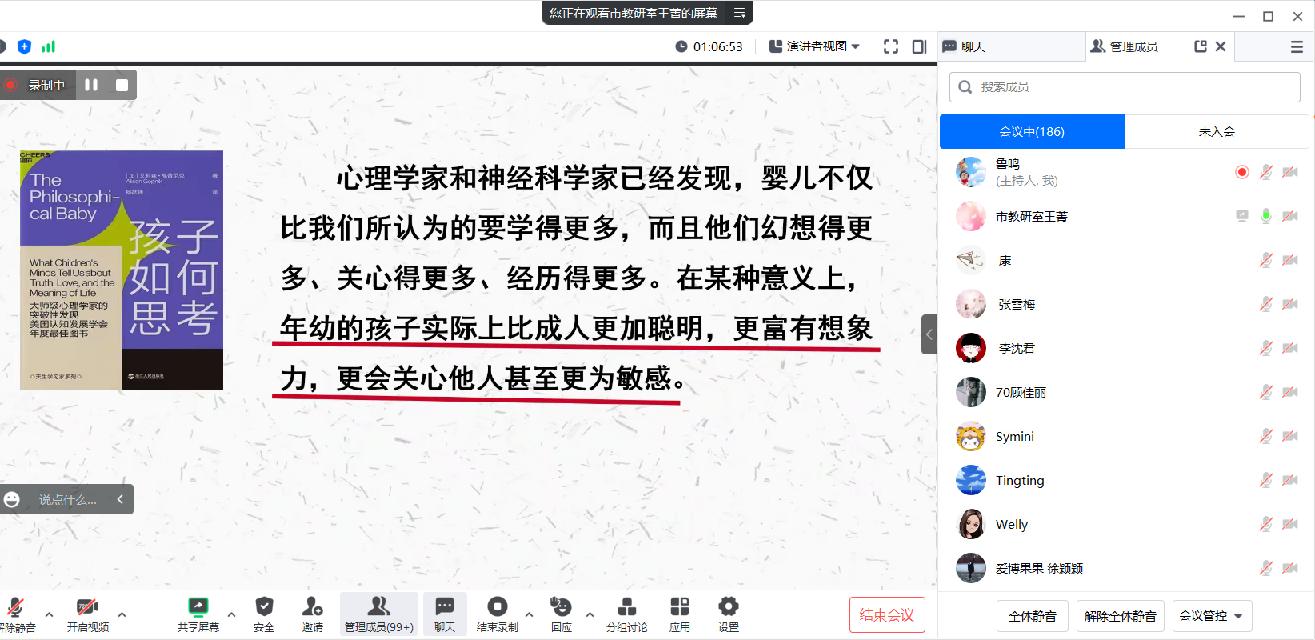 您正在观看市教研室王菁的屏幕
01:06:53
演讲者视图
聊天
管理成员
录制中
搜索成员
会议中(186)
未入会
CHEERS
The
Philosophi-
cal Baby
Alison Gopnik
孩子
如何
思考
What Children's
Minds Tell Us about
Truth, Love, and the
Meaning of Life
大师级心理学家的
突破性发现
美国认知发展学会
年度最佳图书
心理学家和神经科学家已经发现，婴儿不仅
比我们所认为的要学得更多，而且他们幻想得更
多、关心得更多、经历得更多。在某种意义上，
年幼的孩子实际上比成人更加聪明，更富有想象
力，更会关心他人甚至更为敏感。
鲁鸣
(主持人, 我)
市教研室王菁
康
张雪梅
李沈君
70顾佳丽
Symini
Tingting
Welly
爱博果果 徐颖颖
说点什么...
解除静音
开启视频
共享屏幕
安全
邀请
管理成员(99+)
聊天
结束录制
回应
分组讨论
应用
设置
结束会议
全体静音
解除全体静音
会议管控